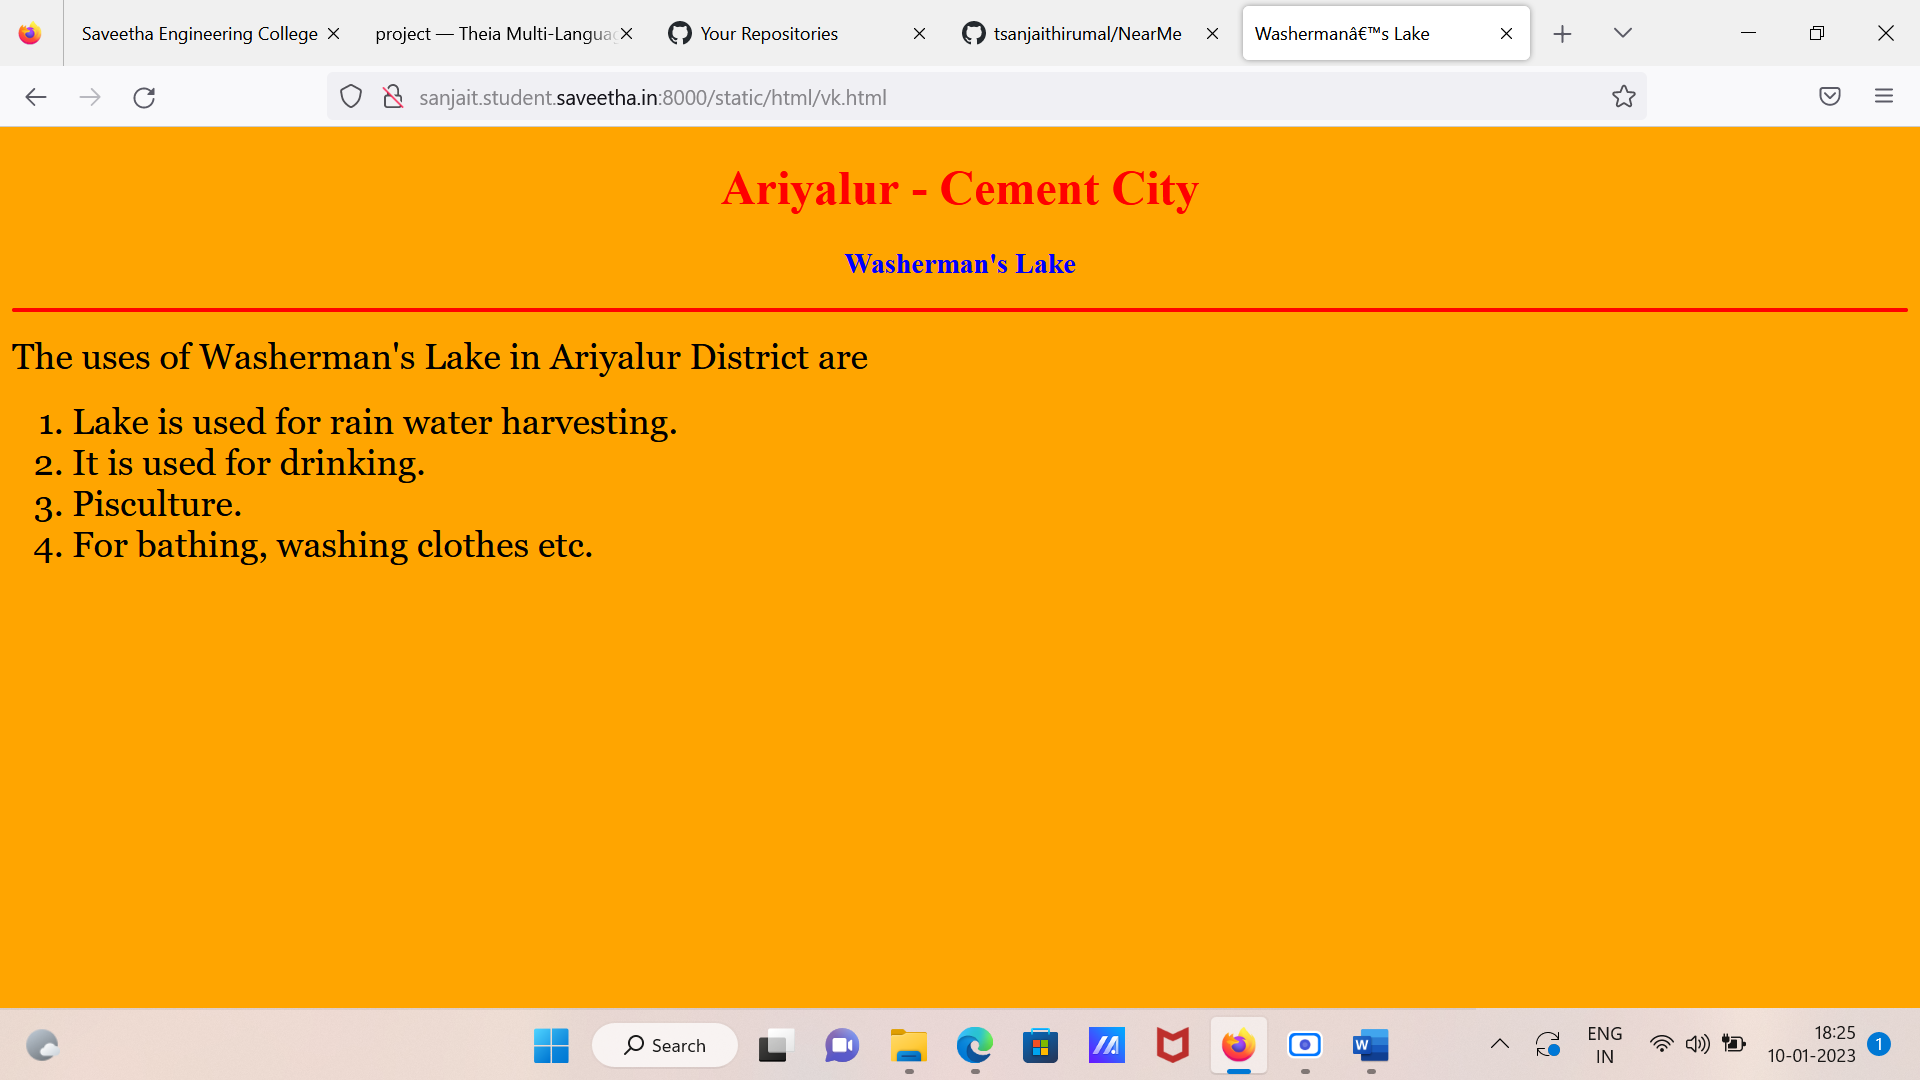 Saveetha Engineering College
project — Theia Multi-Langua
Your Repositories
tsanjaithirumal/NearMe
Washermanâ€™s Lake
sanjait.student.saveetha.in:8000/static/html/vk.html
Ariyalur - Cement City
Washerman's Lake
The uses of Washerman's Lake in Ariyalur District are
1. Lake is used for rain water harvesting.
2. It is used for drinking.
3. Pisculture.
4. For bathing, washing clothes etc.
Search
W
ENG
IN
18:25
10-01-2023
1